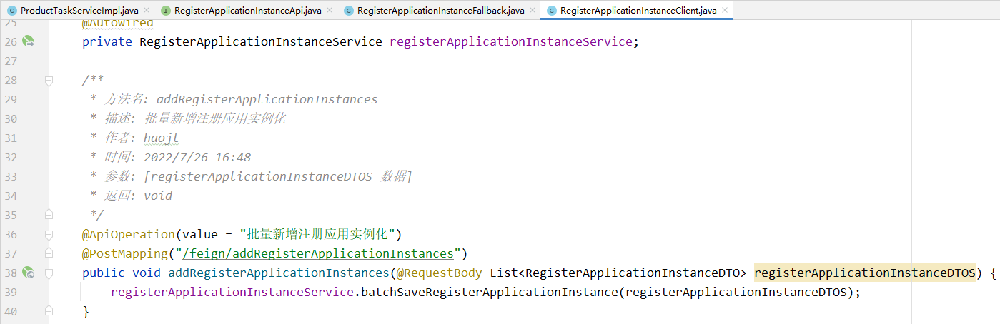 ProductTaskServiceImpl.java RegisterApplicationInstanceApi.java RegisterApplicationInstanceFallback.java RegisterApplicationInstanceClient.java
25 @Autowired
26 private RegisterApplicationInstanceService registerApplicationInstanceService;
27
28 /**
29 * 方法名: addRegisterApplicationInstances
30 * 描述: 批量新增注册应用实例化
31 * 作者: haojt
32 * 时间: 2022/7/26 16:48
33 * 参数: [registerApplicationInstanceDTOS 数据]
34 * 返回: void
35 */
36 @ApiOperation(value = "批量新增注册应用实例化")
37 @PostMapping("/feign/addRegisterApplicationInstances")
38 public void addRegisterApplicationInstances(@RequestBody List<RegisterApplicationInstanceDTO> registerApplicationInstanceDTOS) {
39 registerApplicationInstanceService.batchSaveRegisterApplicationInstance(registerApplicationInstanceDTOS);
40 }